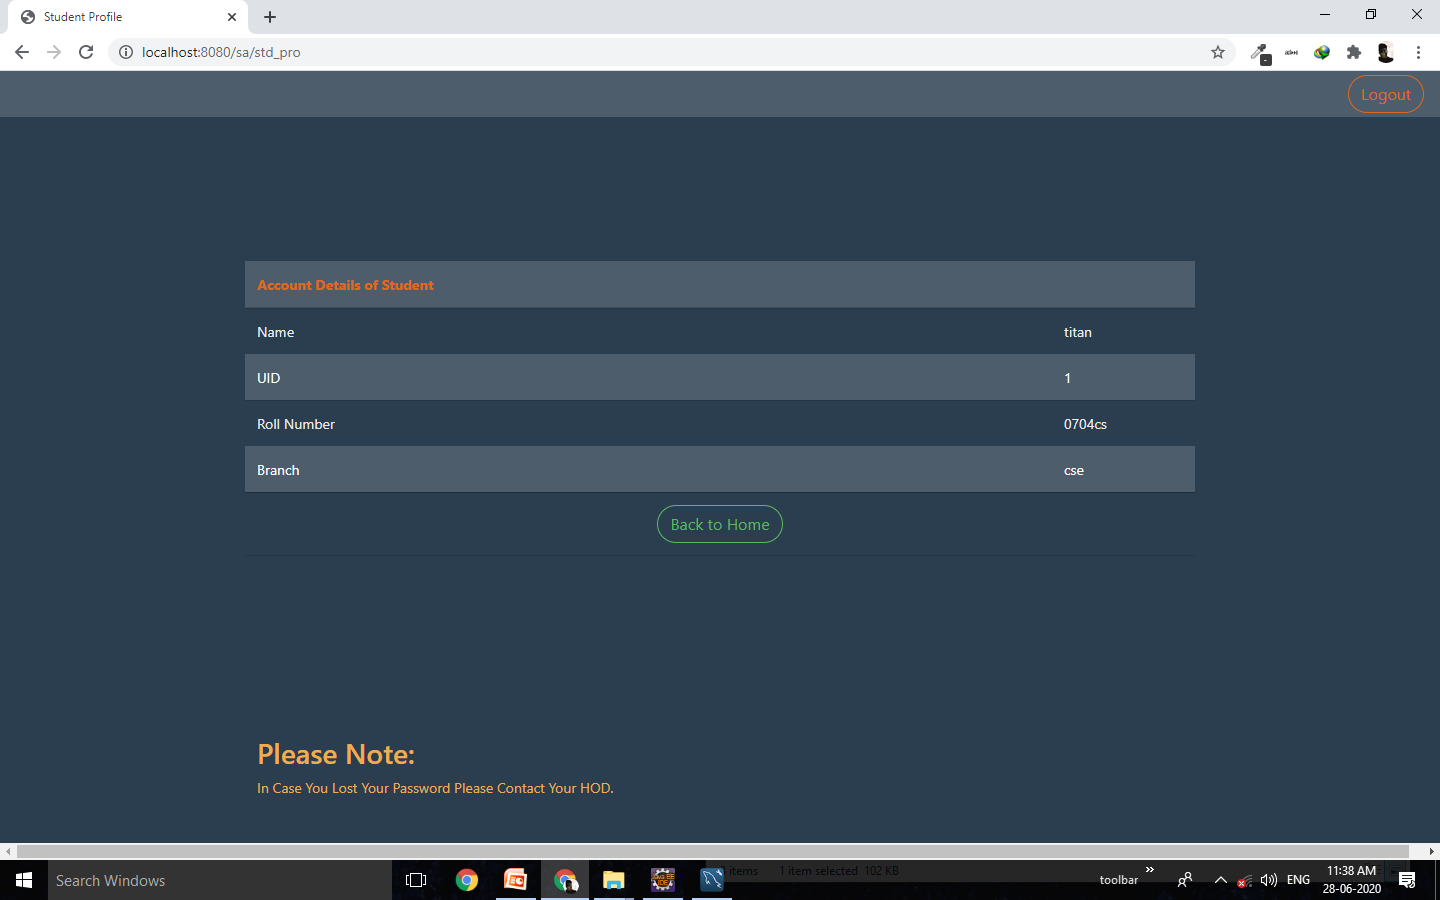 Student Profile
localhost:8080/sa/std_pro
Logout
Account Details of Student
Name titan
UID 1
Roll Number 0704cs
Branch cse
Back to Home
Please Note:
In Case You Lost Your Password Please Contact Your HOD.
Search Windows
items 1 item selected 102 KB
toolbar
ENG
11:38 AM
28-06-2020